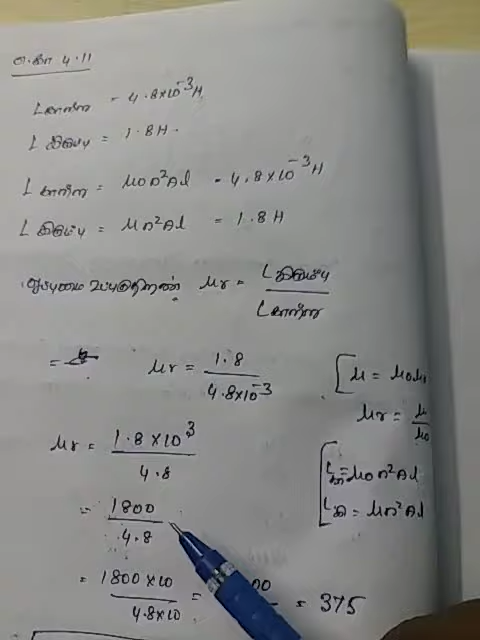 எ.கா 4.11
L காற்று = 4.8×10⁻³H
L இரும்பு = 1.8H.
L காற்று = μ0n²Al = 4.8×10⁻³H
L இரும்பு = μn²Al = 1.8H
ஒப்புமை உட்புகுதிறன் μr = L இரும்பு / L காற்று
= μr = 1.8 / 4.8×10⁻³
[μ = μ0μr
μr = μ / μ0
μr = 1.8×10³ / 4.8
= μ0n²Al
= μn²Al
= 1800 / 4.8
= 1800×10 / 4.8×10 = = 375